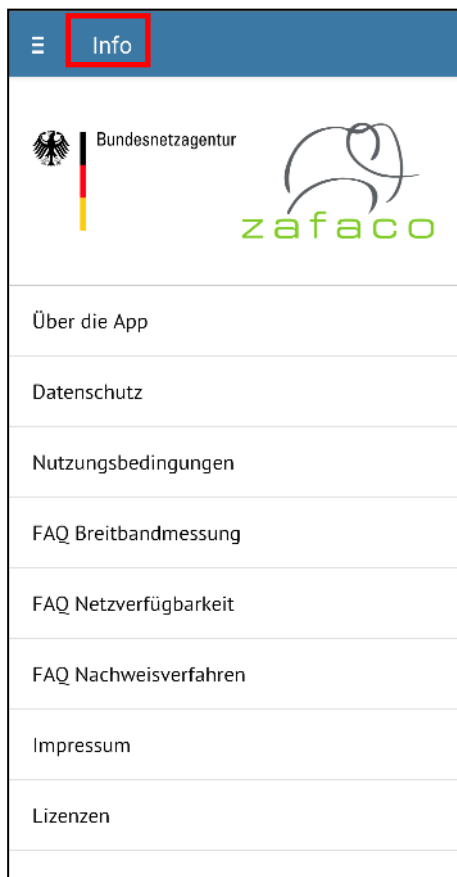 Info
Bundesnetzagentur
zafaco
Über die App
Datenschutz
Nutzungsbedingungen
FAQ Breitbandmessung
FAQ Netzverfügbarkeit
FAQ Nachweisverfahren
Impressum
Lizenzen